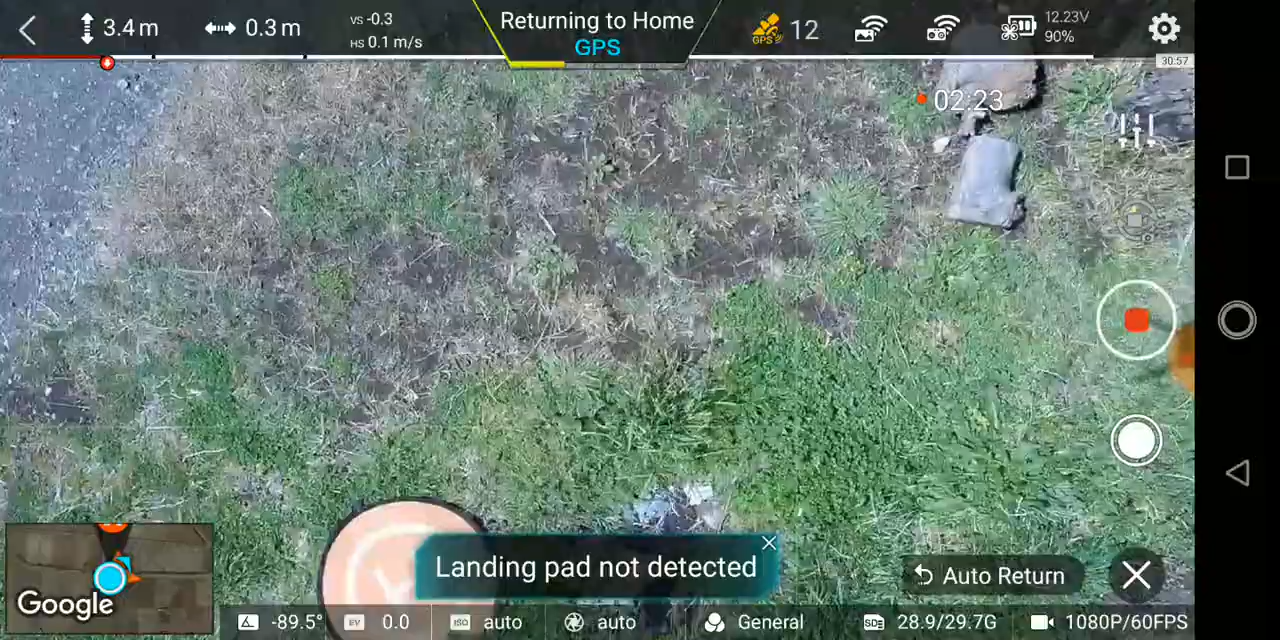 3.4 m
0.3 m
VS -0.3
HS 0.1 m/s
Returning to Home
GPS
GPS
12
12.23V
90%
30:57
02:23
Landing pad not detected
Auto Return
Google
-89.5°
EV 0.0
ISO auto
auto
General
SD 28.9/29.7G
1080P/60FPS